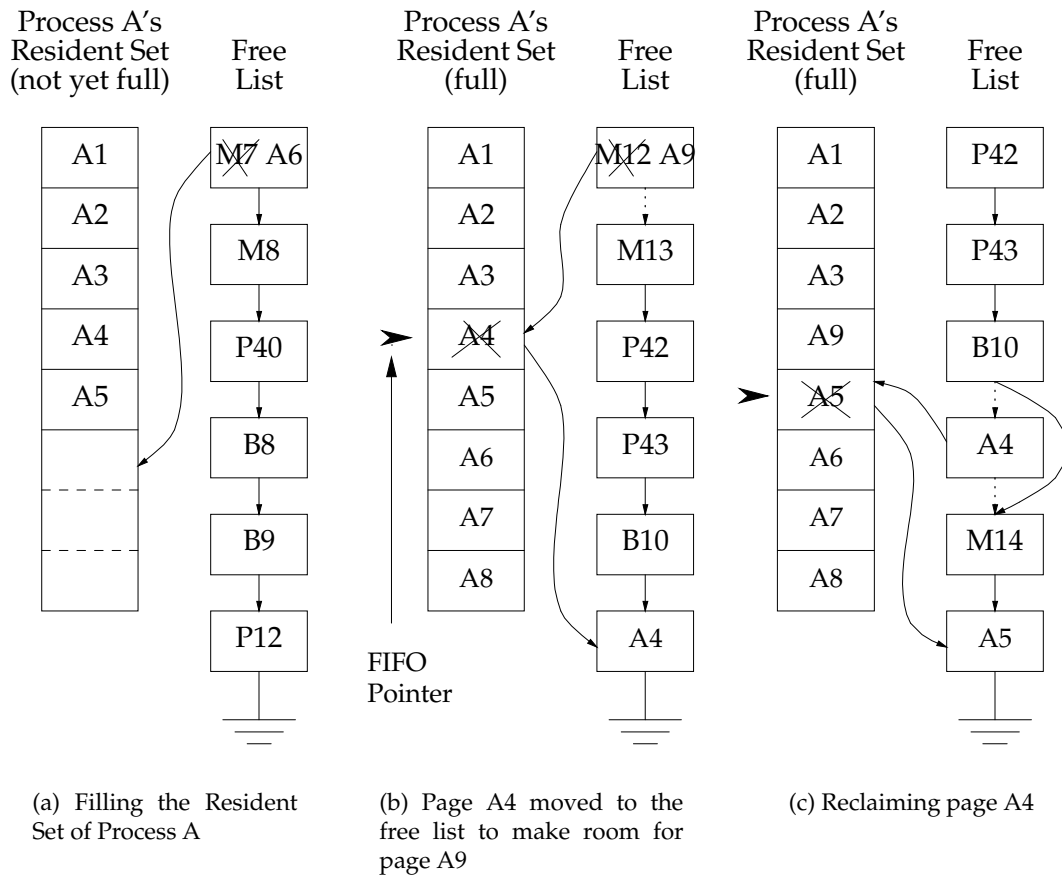 Process A's
Resident Set
(not yet full)
Free
List
A1
A2
A3
A4
A5
M7 A6
M8
P40
B8
B9
P12
(a) Filling the Resident
Set of Process A
Process A's
Resident Set
(full)
Free
List
A1
A2
A3
A4
A5
A6
A7
A8
M12 A9
M13
P42
P43
B10
A4
FIFO
Pointer
(b) Page A4 moved to the
free list to make room for
page A9
Process A's
Resident Set
(full)
Free
List
A1
A2
A3
A9
A5
A6
A7
A8
P42
P43
B10
A4
M14
A5
(c) Reclaiming page A4